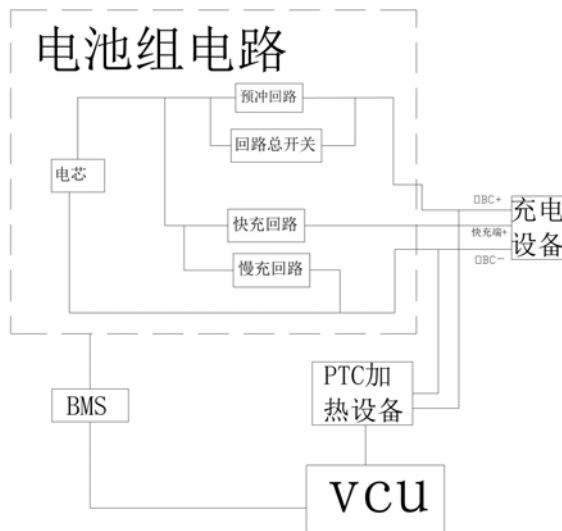 电池组电路
预冲回路
回路总开关
电芯
OBC+
充电
设备
快充回路
快充端+
慢充回路
OBC-
PTC加
热设备
BMS
vcu